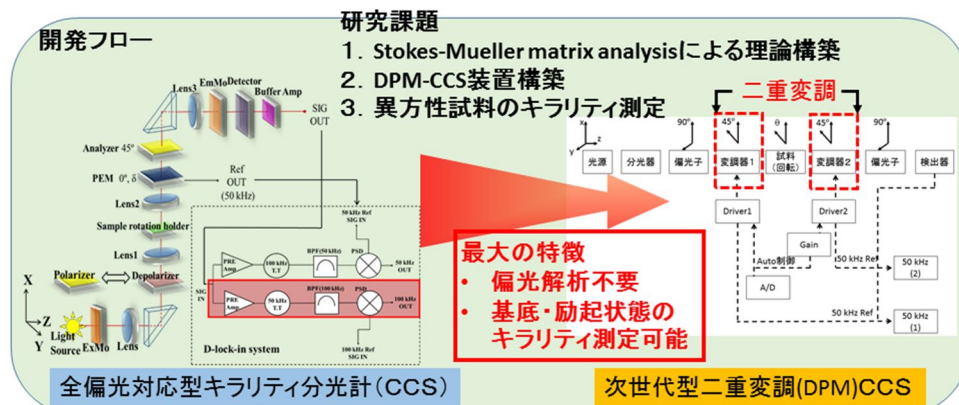 開発フロー
研究課題
1. Stokes-Mueller matrix analysisによる理論構築
2. DPM-CCS装置構築
3. 異方性試料のキラリティ測定
Lens3
EmMo
Detector
Buffer Amp
SIG
OUT
Analyzer 45°
PEM 0°, δ
Ref
OUT
(50 kHz)
Lens2
Sample rotation holder
Lens1
Polarizer
Depolarizer
X
Z
Y
Light
Source
ExMo
Lens
50 kHz Ref
SIG IN
PRE
Amp
100 kHz
T.T
BPF(50 kHz)
PSD
50 kHz
OUT
SIG
IN
PRE
Amp
50 kHz
T.T
BPF(100 kHz)
PSD
100 kHz
OUT
100 kHz Ref
SIG IN
D-lock-in system
全偏光対応型キラリティ分光計(CCS)
最大の特徴
• 偏光解析不要
• 基底・励起状態の
キラリティ測定可能
二重変調
x
z
y
90°
45°
θ
45°
90°
光源
分光器
偏光子
変調器1
試料
(回転)
変調器2
偏光子
検出器
Driver1
Driver2
Gain
Auto制御
A/D
50 kHz Ref
50 kHz
(2)
50 kHz Ref
50 kHz
(1)
次世代型二重変調(DPM)CCS